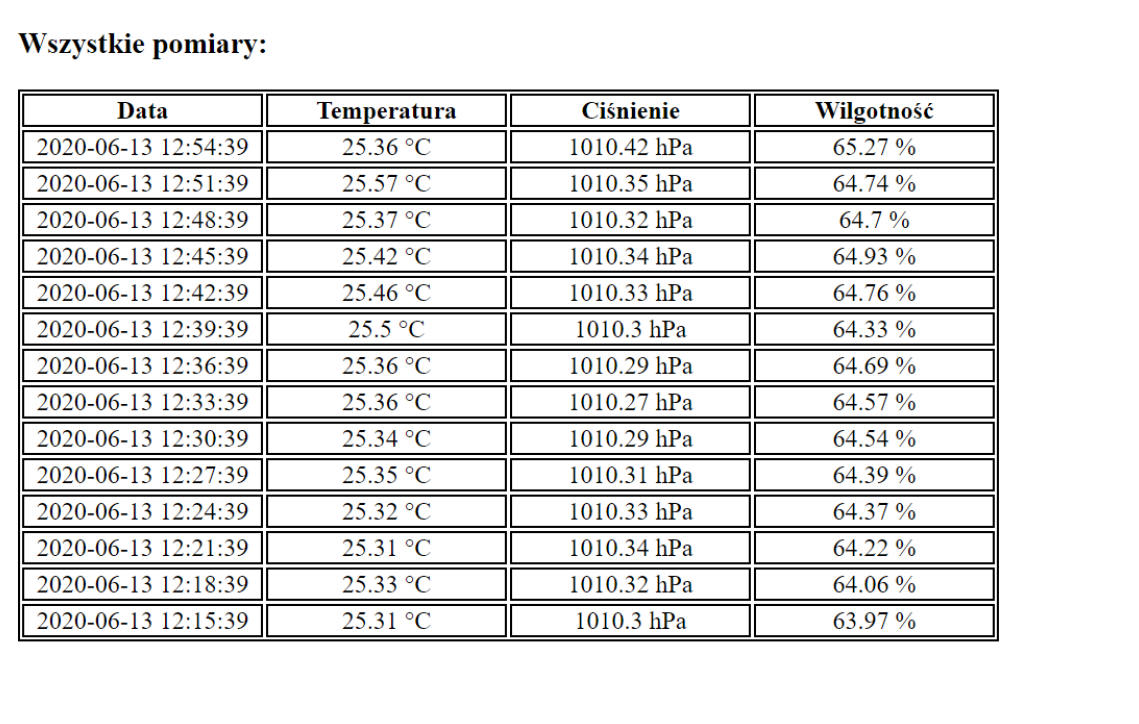 Wszystkie pomiary:
Data Temperatura Ciśnienie Wilgotność
2020-06-13 12:54:39 25.36 °C 1010.42 hPa 65.27 %
2020-06-13 12:51:39 25.57 °C 1010.35 hPa 64.74 %
2020-06-13 12:48:39 25.37 °C 1010.32 hPa 64.7 %
2020-06-13 12:45:39 25.42 °C 1010.34 hPa 64.93 %
2020-06-13 12:42:39 25.46 °C 1010.33 hPa 64.76 %
2020-06-13 12:39:39 25.5 °C 1010.3 hPa 64.33 %
2020-06-13 12:36:39 25.36 °C 1010.29 hPa 64.69 %
2020-06-13 12:33:39 25.36 °C 1010.27 hPa 64.57 %
2020-06-13 12:30:39 25.34 °C 1010.29 hPa 64.54 %
2020-06-13 12:27:39 25.35 °C 1010.31 hPa 64.39 %
2020-06-13 12:24:39 25.32 °C 1010.33 hPa 64.37 %
2020-06-13 12:21:39 25.31 °C 1010.34 hPa 64.22 %
2020-06-13 12:18:39 25.33 °C 1010.32 hPa 64.06 %
2020-06-13 12:15:39 25.31 °C 1010.3 hPa 63.97 %